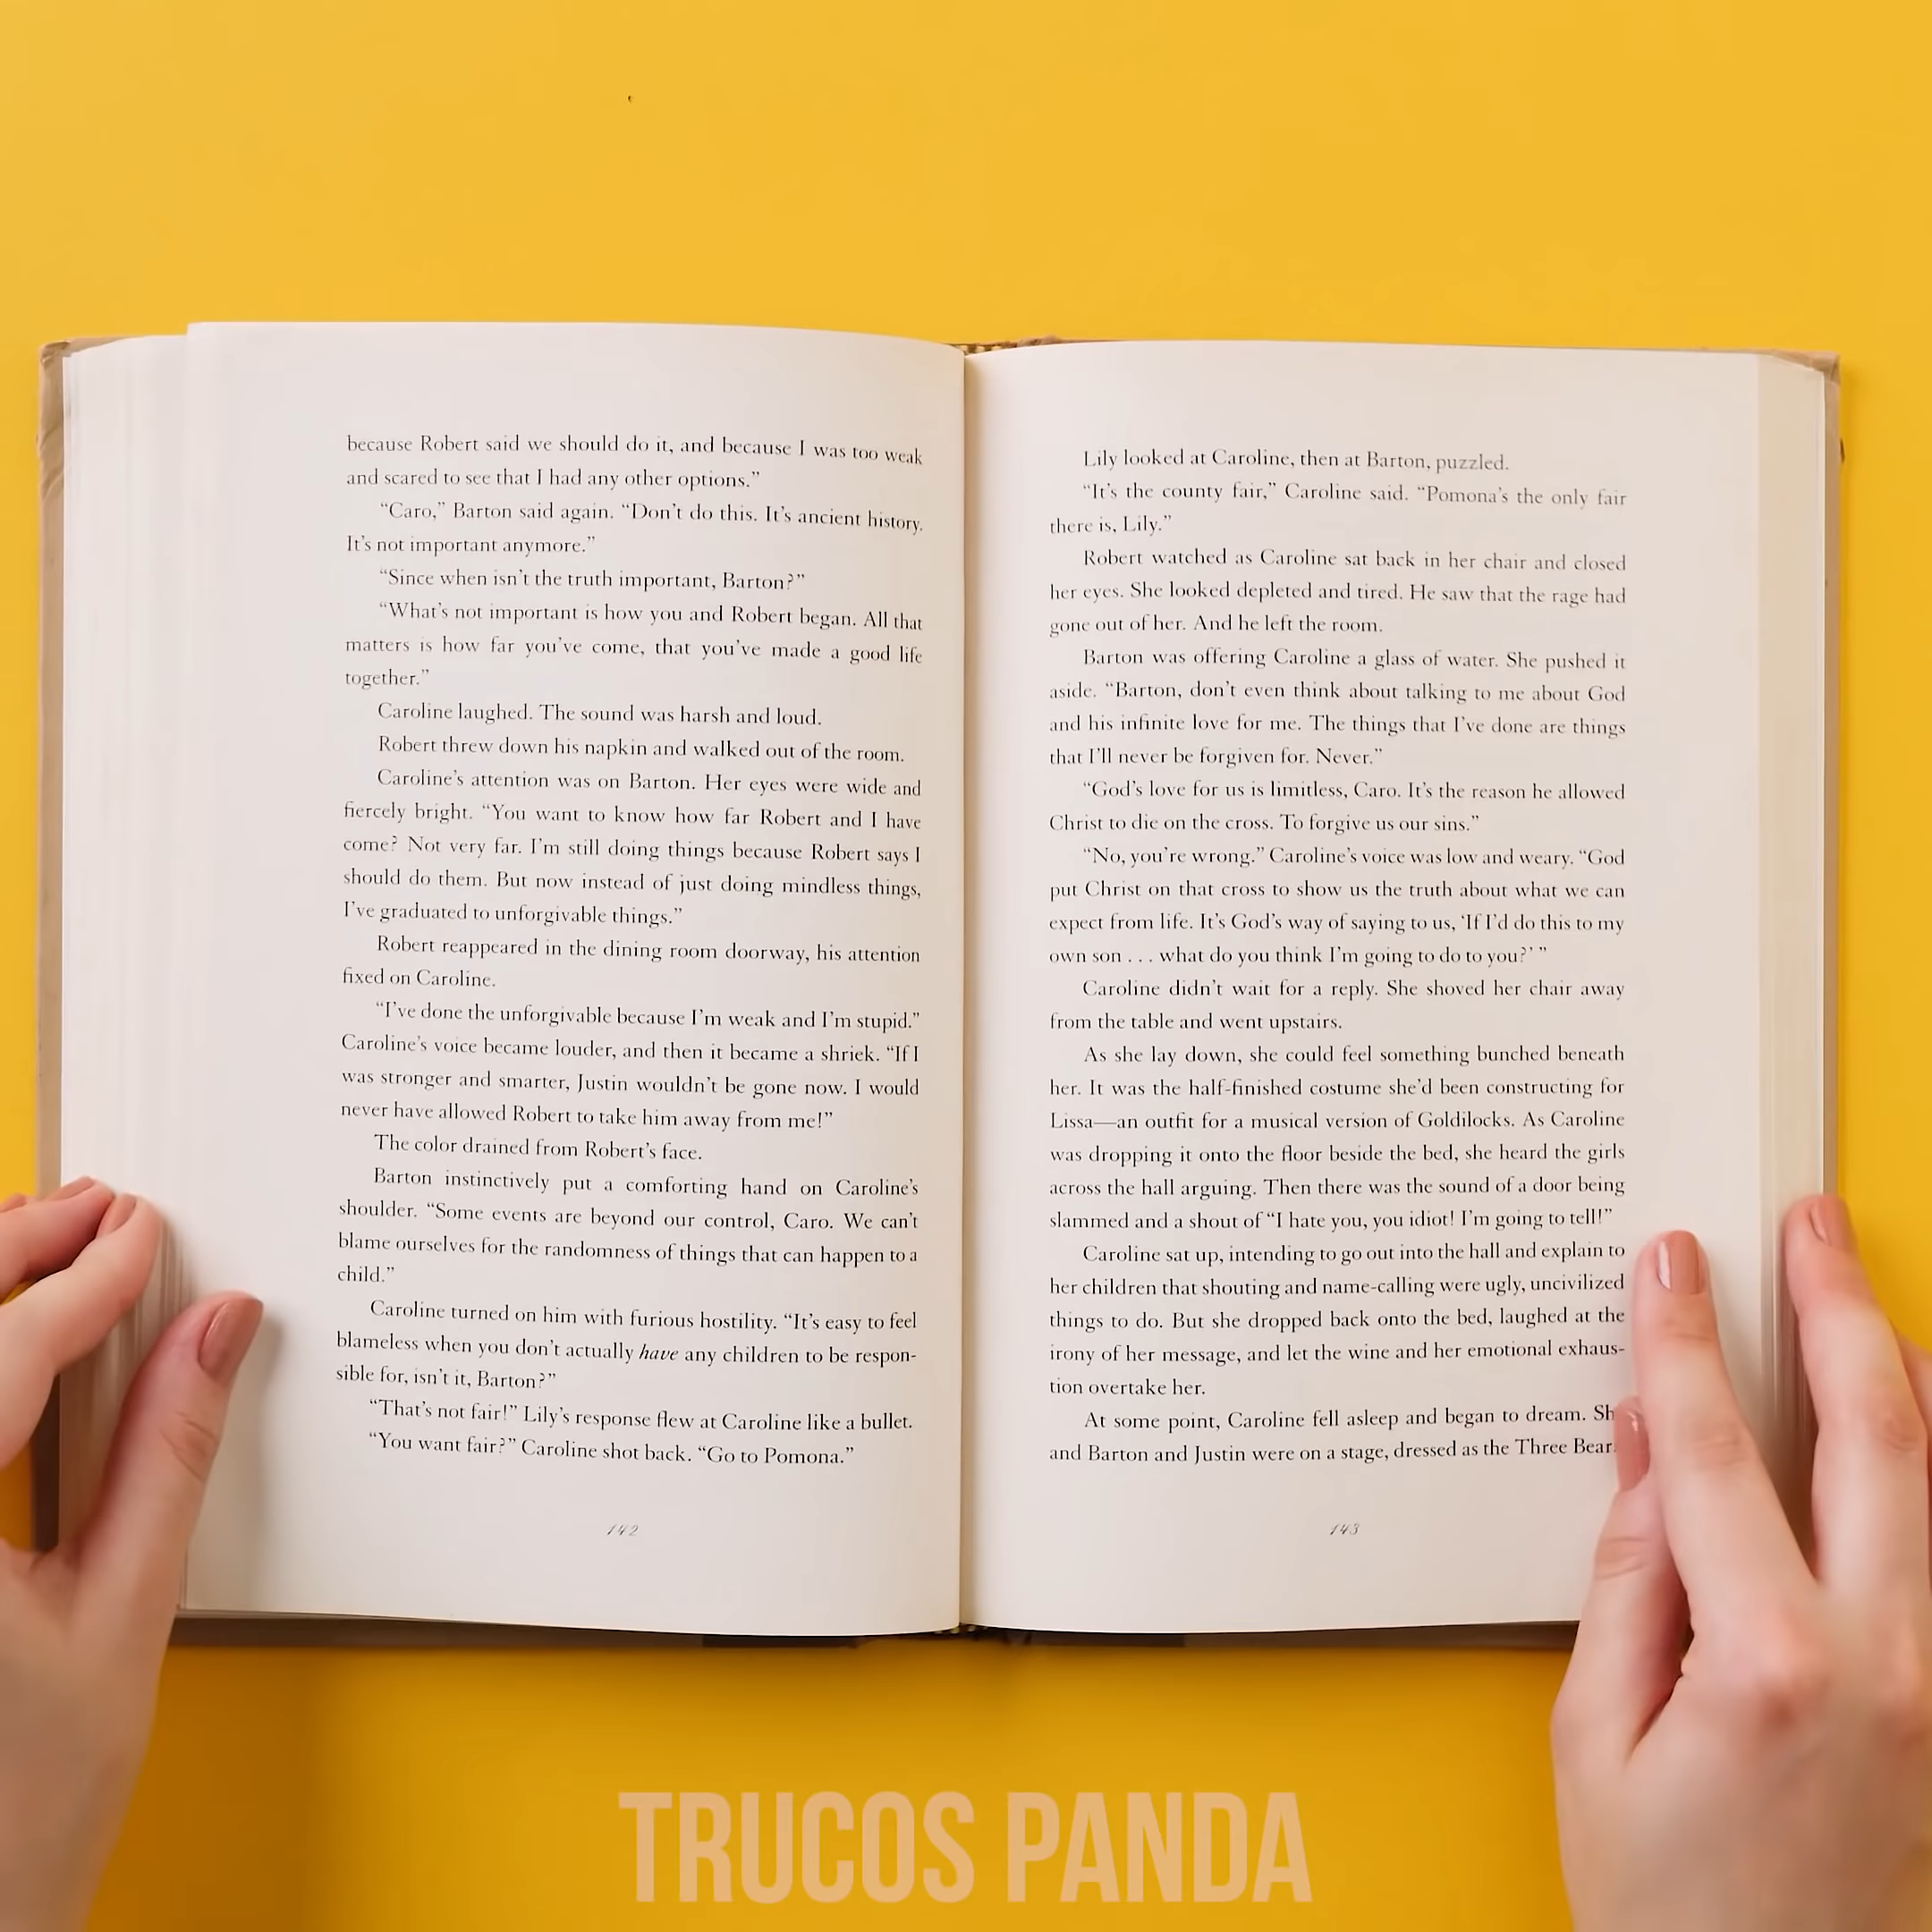 because Robert said we should do it, and because I was too weak
and scared to see that I had any other options.”
“Caro,” Barton said again. “Don’t do this. It’s ancient history.
It’s not important anymore.”
“Since when isn’t the truth important, Barton?”
“What’s not important is how you and Robert began. All that
matters is how far you’ve come, that you’ve made a good life
together.”
Caroline laughed. The sound was harsh and loud.
Robert threw down his napkin and walked out of the room.
Caroline’s attention was on Barton. Her eyes were wide and
fiercely bright. “You want to know how far Robert and I have
come? Not very far. I’m still doing things because Robert says I
should do them. But now instead of just doing mindless things,
I’ve graduated to unforgivable things.”
Robert reappeared in the dining room doorway, his attention
fixed on Caroline.
“I’ve done the unforgivable because I’m weak and I’m stupid.”
Caroline’s voice became louder, and then it became a shriek. “If I
was stronger and smarter, Justin wouldn’t be gone now. I would
never have allowed Robert to take him away from me!”
The color drained from Robert’s face.
Barton instinctively put a comforting hand on Caroline’s
shoulder. “Some events are beyond our control, Caro. We can’t
blame ourselves for the randomness of things that can happen to a
child.”
Caroline turned on him with furious hostility. “It’s easy to feel
blameless when you don’t actually have any children to be respon-
sible for, isn’t it, Barton?”
“That’s not fair!” Lily’s response flew at Caroline like a bullet.
“You want fair?” Caroline shot back. “Go to Pomona.”
142
Lily looked at Caroline, then at Barton, puzzled.
“It’s the county fair,” Caroline said. “Pomona’s the only fair
there is, Lily.”
Robert watched as Caroline sat back in her chair and closed
her eyes. She looked depleted and tired. He saw that the rage had
gone out of her. And he left the room.
Barton was offering Caroline a glass of water. She pushed it
aside. “Barton, don’t even think about talking to me about God
and his infinite love for me. The things that I’ve done are things
that I’ll never be forgiven for. Never.”
“God’s love for us is limitless, Caro. It’s the reason he allowed
Christ to die on the cross. To forgive us our sins.”
“No, you’re wrong.” Caroline’s voice was low and weary. “God
put Christ on that cross to show us the truth about what we can
expect from life. It’s God’s way of saying to us, ‘If I’d do this to my
own son . . . what do you think I’m going to do to you?’ ”
Caroline didn’t wait for a reply. She shoved her chair away
from the table and went upstairs.
As she lay down, she could feel something bunched beneath
her. It was the half-finished costume she’d been constructing for
Lissa—an outfit for a musical version of Goldilocks. As Caroline
was dropping it onto the floor beside the bed, she heard the girls
across the hall arguing. Then there was the sound of a door being
slammed and a shout of “I hate you, you idiot! I’m going to tell!”
Caroline sat up, intending to go out into the hall and explain to
her children that shouting and name-calling were ugly, uncivilized
things to do. But she dropped back onto the bed, laughed at the
irony of her message, and let the wine and her emotional exhaus-
tion overtake her.
At some point, Caroline fell asleep and began to dream. Sh
and Barton and Justin were on a stage, dressed as the Three Bear
143
TRUCOS PANDA